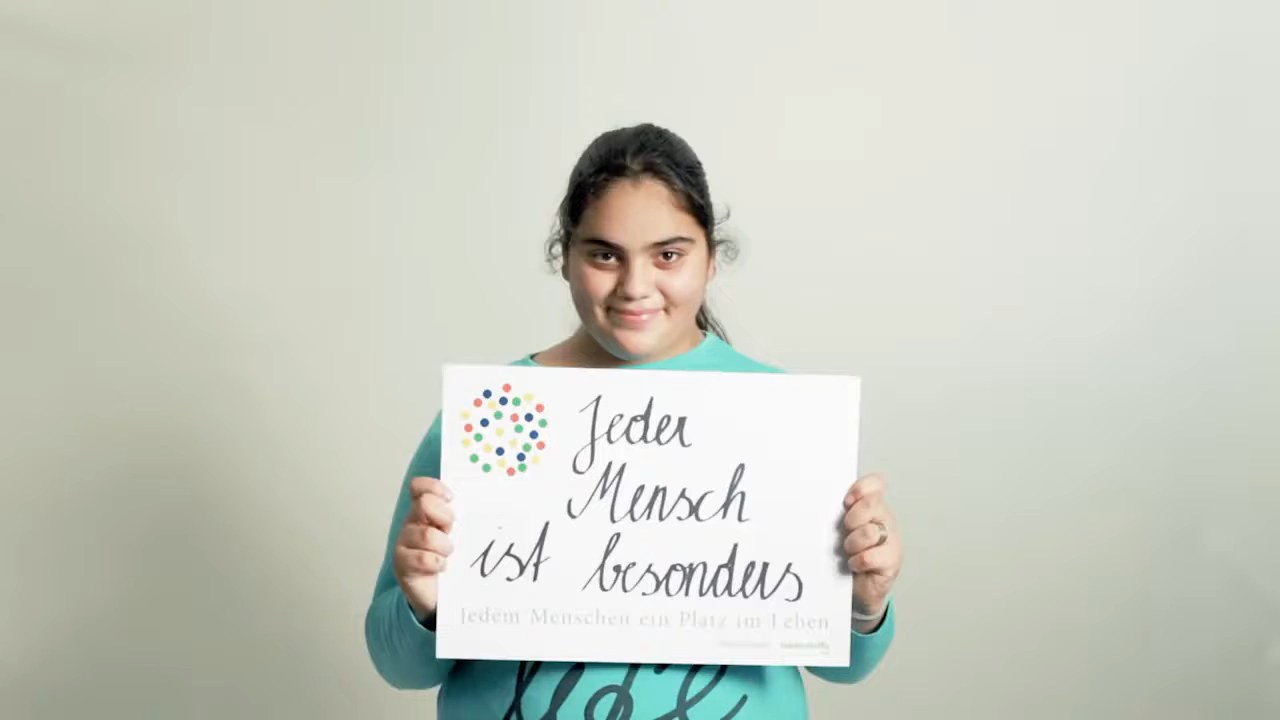 Jeder
Mensch
ist besonders
Jedem Menschen ein Platz im Leben